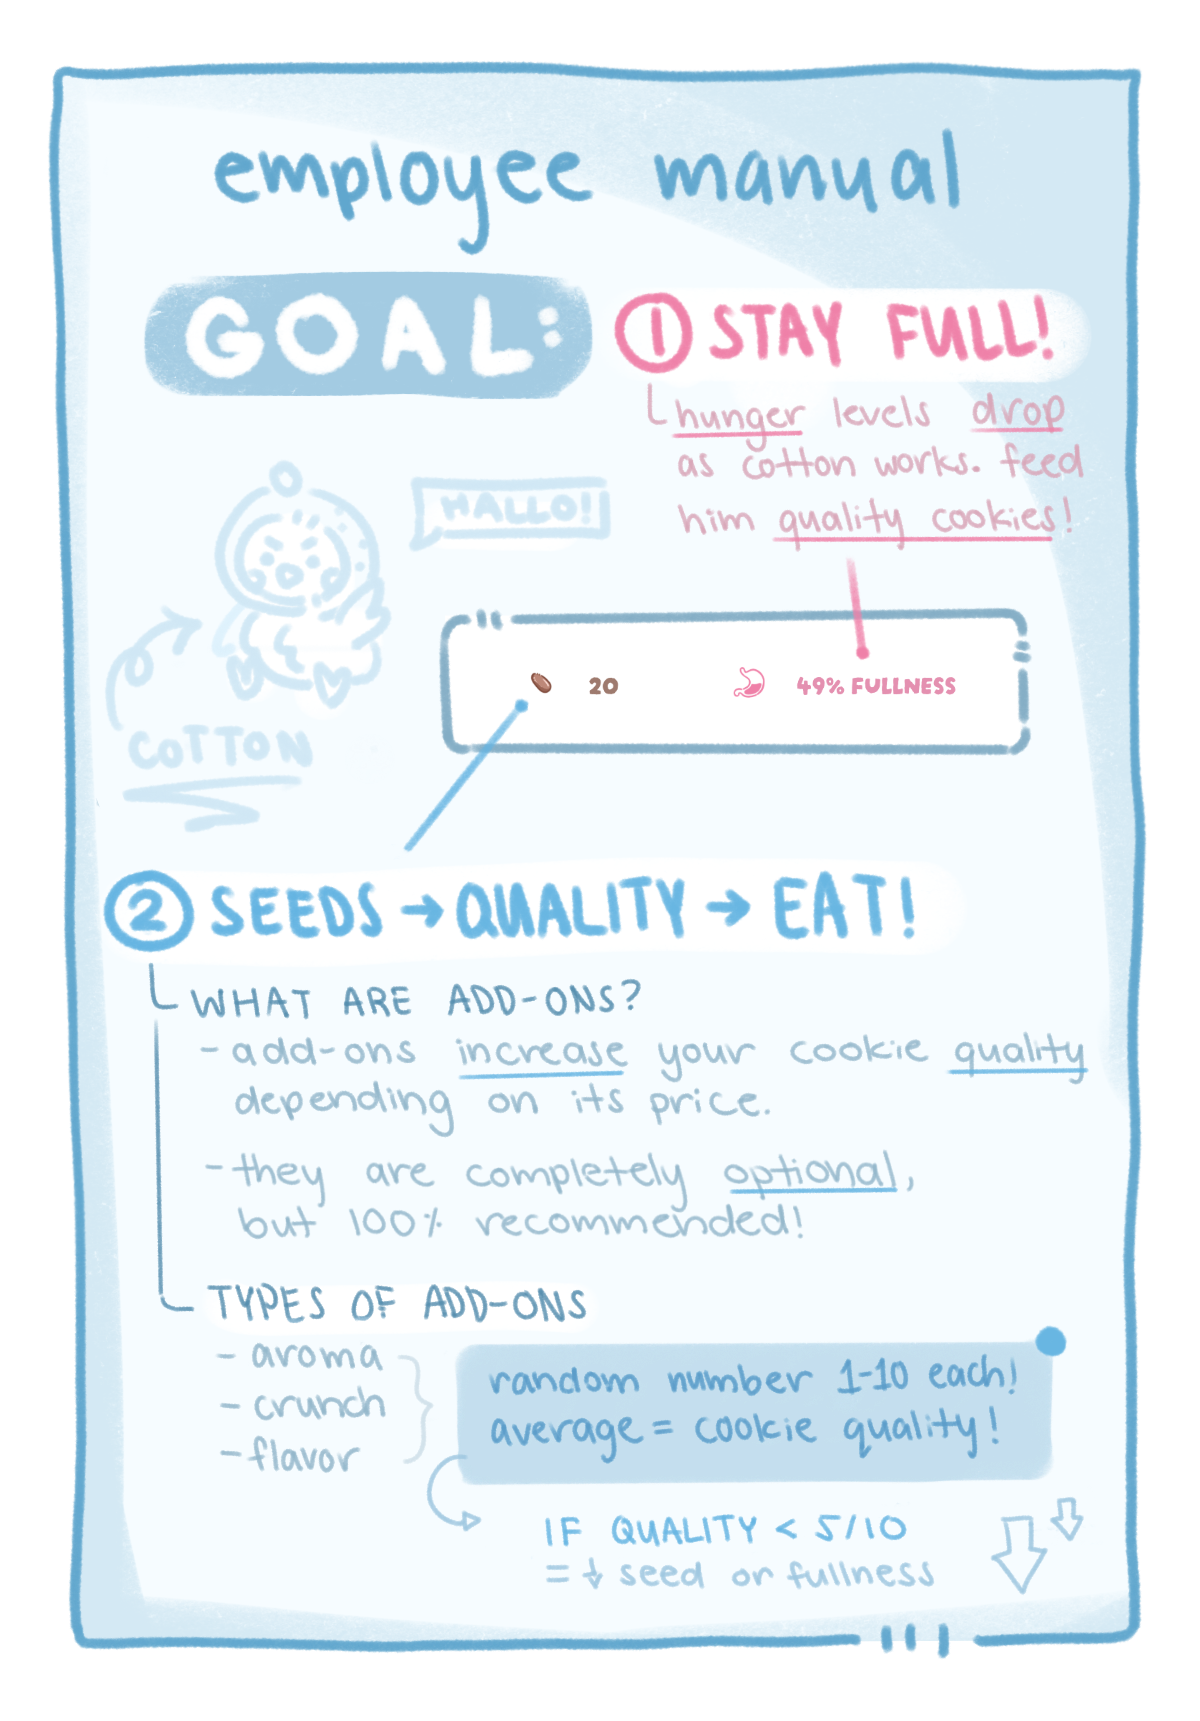 employee manual
GOAL:
① STAY FULL!
hunger levels drop
as cotton works. feed
him quality cookies!
HALLO!
COTTON
20
49% FULLNESS
② SEEDS → QUALITY → EAT!
WHAT ARE ADD-ONS?
- add-ons increase your cookie quality
depending on its price.
- they are completely optional,
but 100% recommended!
TYPES OF ADD-ONS
- aroma
- crunch
- flavor
random number 1-10 each!
average = cookie quality!
IF QUALITY < 5/10
= ↓ seed or fullness